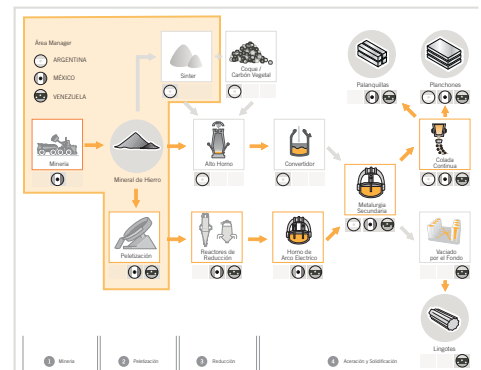 Área Manager
ARGENTINA
MÉXICO
VENEZUELA
Sinter
Coque /
Carbón Vegetal
Palanquillas
Planchones
Minería
Mineral de Hierro
Alto Horno
Convertidor
Metalurgia
Secundaria
Colada
Continua
Peletización
Reactores de
Reducción
Horno de
Arco Electrico
Vaciado
por el Fondo
Lingotes
1 Minería
2 Peletización
3 Reducción
4 Aceración y Solidificación